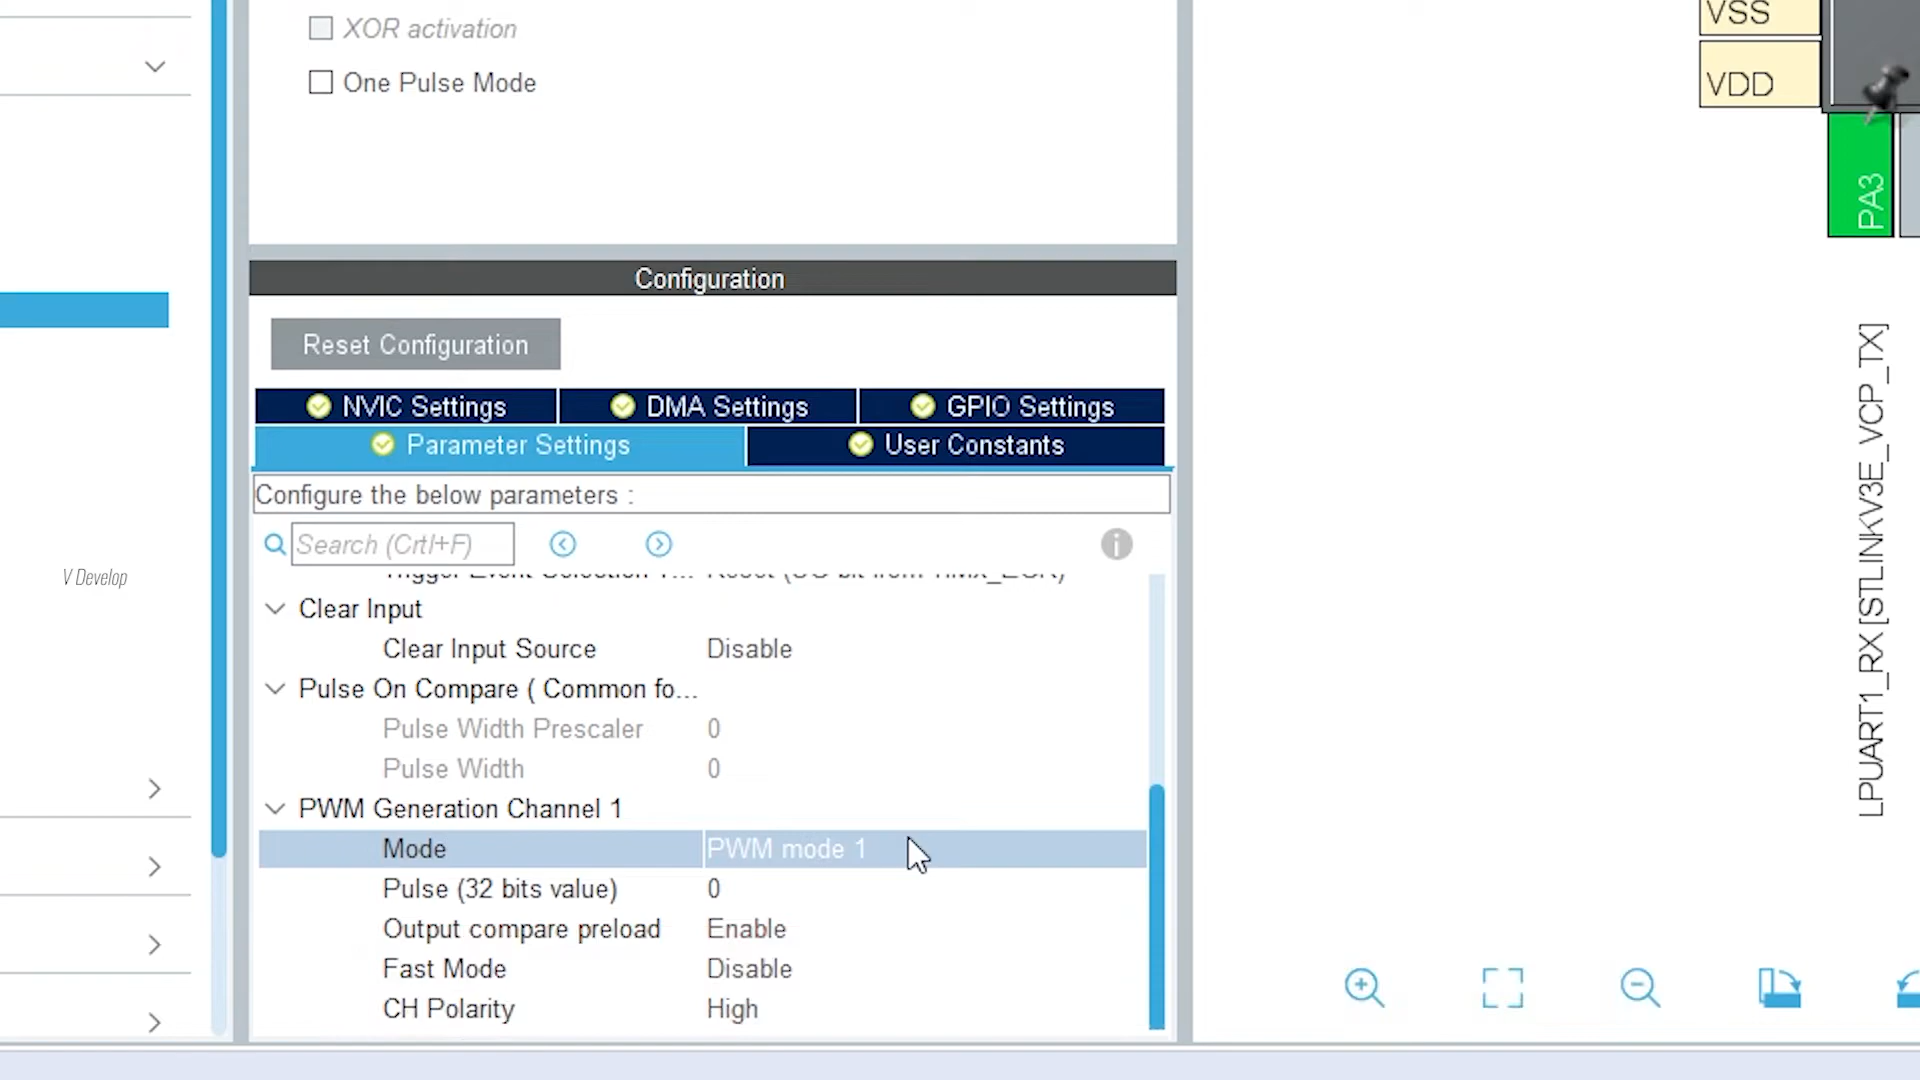 XOR activation
One Pulse Mode
VSS
VDD
PA3
LPUART1_RX [STLINKV3E_VCP_TX]
Configuration
Reset Configuration
NVIC Settings
DMA Settings
GPIO Settings
Parameter Settings
User Constants
Configure the below parameters :
Search (Crtl+F)
V Develop
Clear Input
Clear Input Source Disable
Pulse On Compare ( Common fo...
Pulse Width Prescaler 0
Pulse Width 0
PWM Generation Channel 1
Mode PWM mode 1
Pulse (32 bits value) 0
Output compare preload Enable
Fast Mode Disable
CH Polarity High